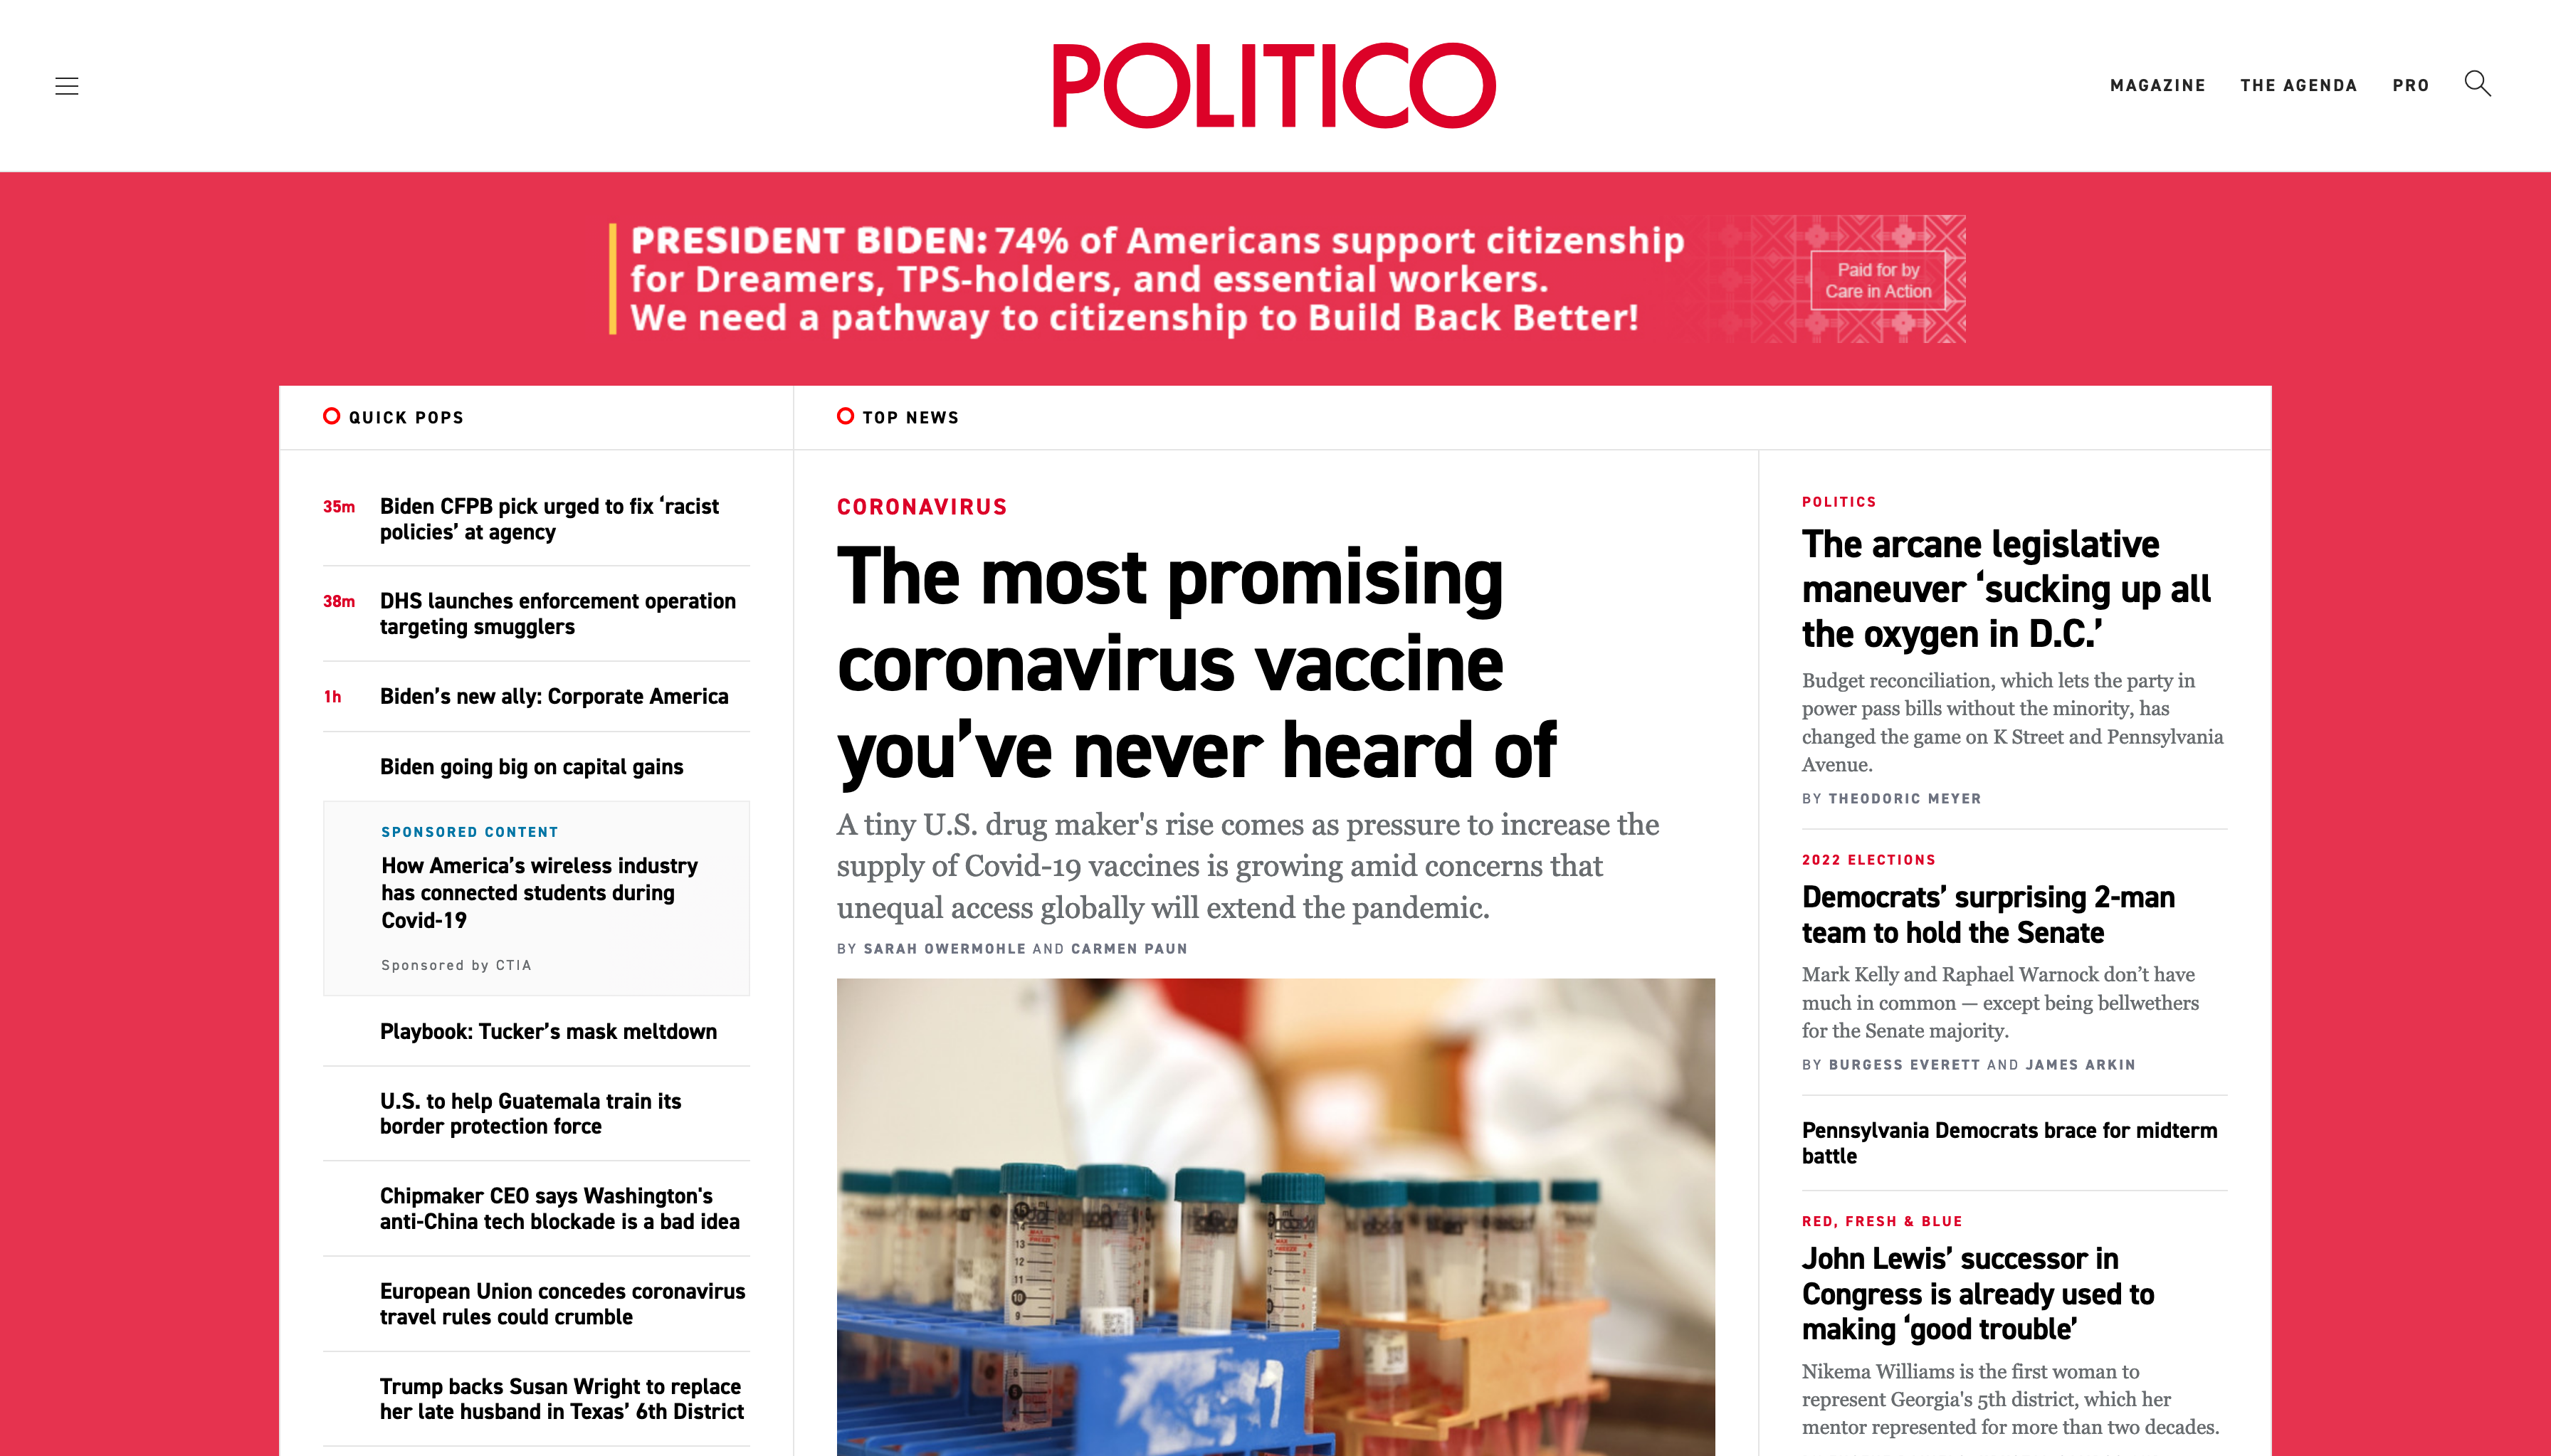 POLITICO
MAGAZINE
THE AGENDA
PRO
PRESIDENT BIDEN: 74% of Americans support citizenship
for Dreamers, TPS-holders, and essential workers.
We need a pathway to citizenship to Build Back Better!
Paid for by
Care in Action
QUICK POPS
35m
Biden CFPB pick urged to fix ‘racist
policies’ at agency
38m
DHS launches enforcement operation
targeting smugglers
1h
Biden’s new ally: Corporate America
Biden going big on capital gains
SPONSORED CONTENT
How America’s wireless industry
has connected students during
Covid-19
Sponsored by CTIA
Playbook: Tucker’s mask meltdown
U.S. to help Guatemala train its
border protection force
Chipmaker CEO says Washington's
anti-China tech blockade is a bad idea
European Union concedes coronavirus
travel rules could crumble
Trump backs Susan Wright to replace
her late husband in Texas’ 6th District
TOP NEWS
CORONAVIRUS
The most promising
coronavirus vaccine
you’ve never heard of
A tiny U.S. drug maker's rise comes as pressure to increase the
supply of Covid-19 vaccines is growing amid concerns that
unequal access globally will extend the pandemic.
BY SARAH OWERMOHLE AND CARMEN PAUN
POLITICS
The arcane legislative
maneuver ‘sucking up all
the oxygen in D.C.’
Budget reconciliation, which lets the party in
power pass bills without the minority, has
changed the game on K Street and Pennsylvania
Avenue.
BY THEODORIC MEYER
2022 ELECTIONS
Democrats’ surprising 2-man
team to hold the Senate
Mark Kelly and Raphael Warnock don’t have
much in common — except being bellwethers
for the Senate majority.
BY BURGESS EVERETT AND JAMES ARKIN
Pennsylvania Democrats brace for midterm
battle
RED, FRESH & BLUE
John Lewis’ successor in
Congress is already used to
making ‘good trouble’
Nikema Williams is the first woman to
represent Georgia's 5th district, which her
mentor represented for more than two decades.